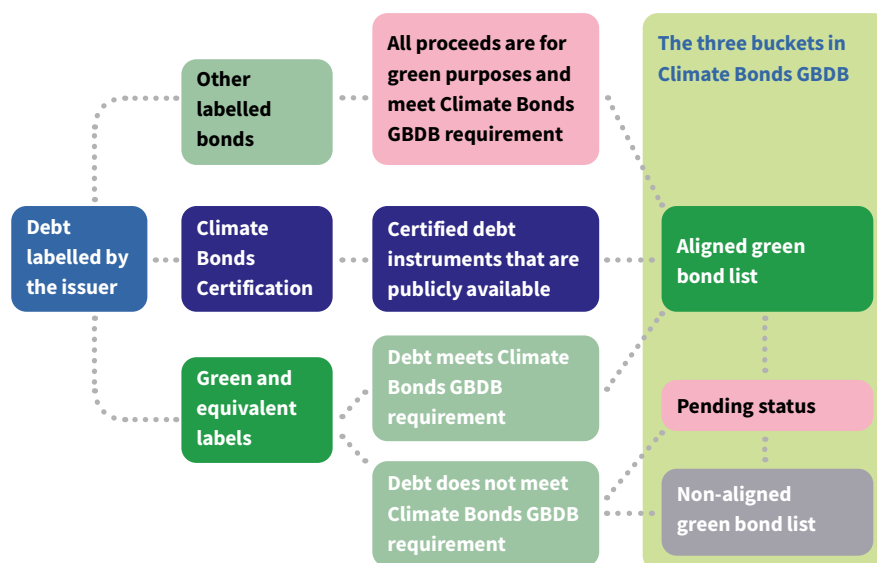 Other
labelled
bonds
All proceeds are for
green purposes and
meet Climate Bonds
GBDB requirement
The three buckets in
Climate Bonds GBDB
Debt
labelled by
the issuer
Climate
Bonds
Certification
Certified debt
instruments that are
publicly available
Aligned green
bond list
Green and
equivalent
labels
Debt meets Climate
Bonds GBDB
requirement
Pending status
Debt does not meet
Climate Bonds GBDB
requirement
Non-aligned
green bond list